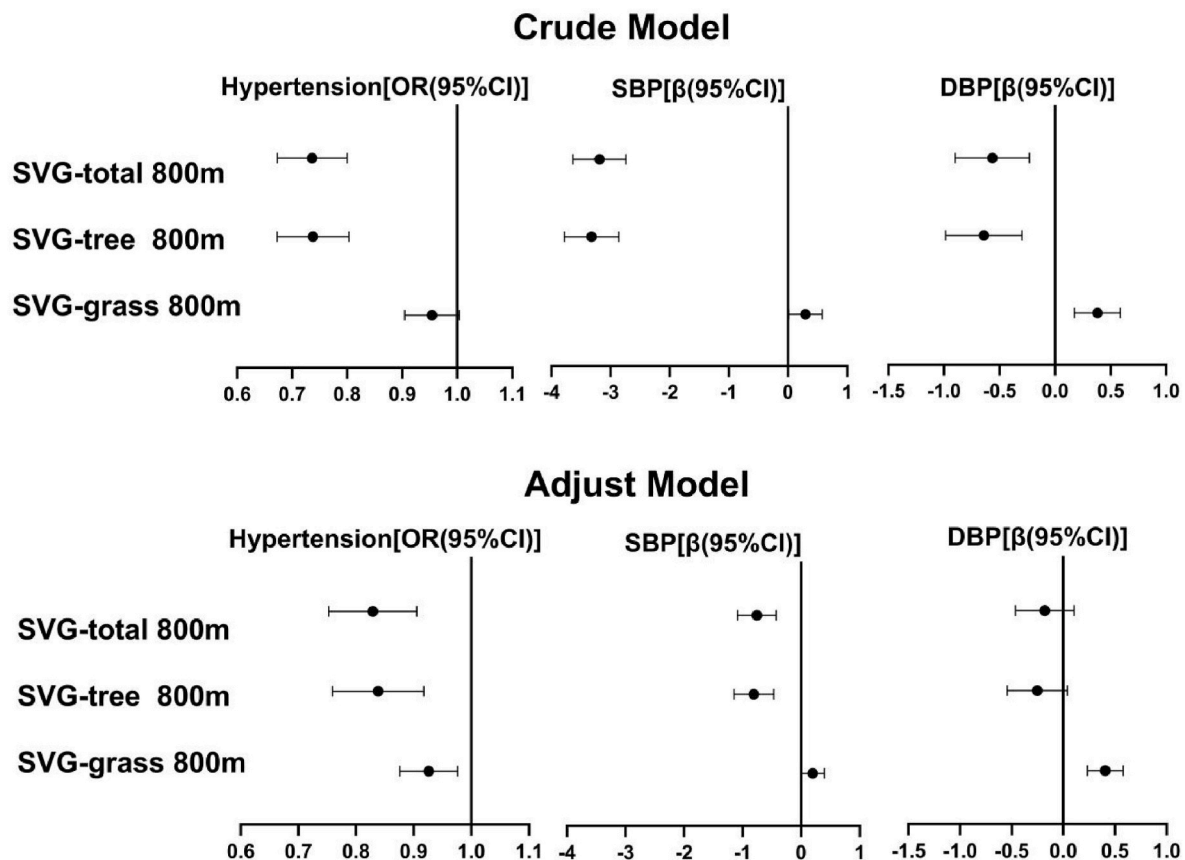 Crude Model
Hypertension[OR(95%CI)] SBP[β(95%CI)] DBP[β(95%CI)]
SVG-total 800m
SVG-tree 800m
SVG-grass 800m
0.6 0.7 0.8 0.9 1.0 1.1 -4 -3 -2 -1 0 1 -1.5 -1.0 -0.5 0.0 0.5 1.0
Adjust Model
Hypertension[OR(95%CI)] SBP[β(95%CI)] DBP[β(95%CI)]
SVG-total 800m
SVG-tree 800m
SVG-grass 800m
0.6 0.7 0.8 0.9 1.0 1.1 -4 -3 -2 -1 0 1 -1.5 -1.0 -0.5 0.0 0.5 1.0